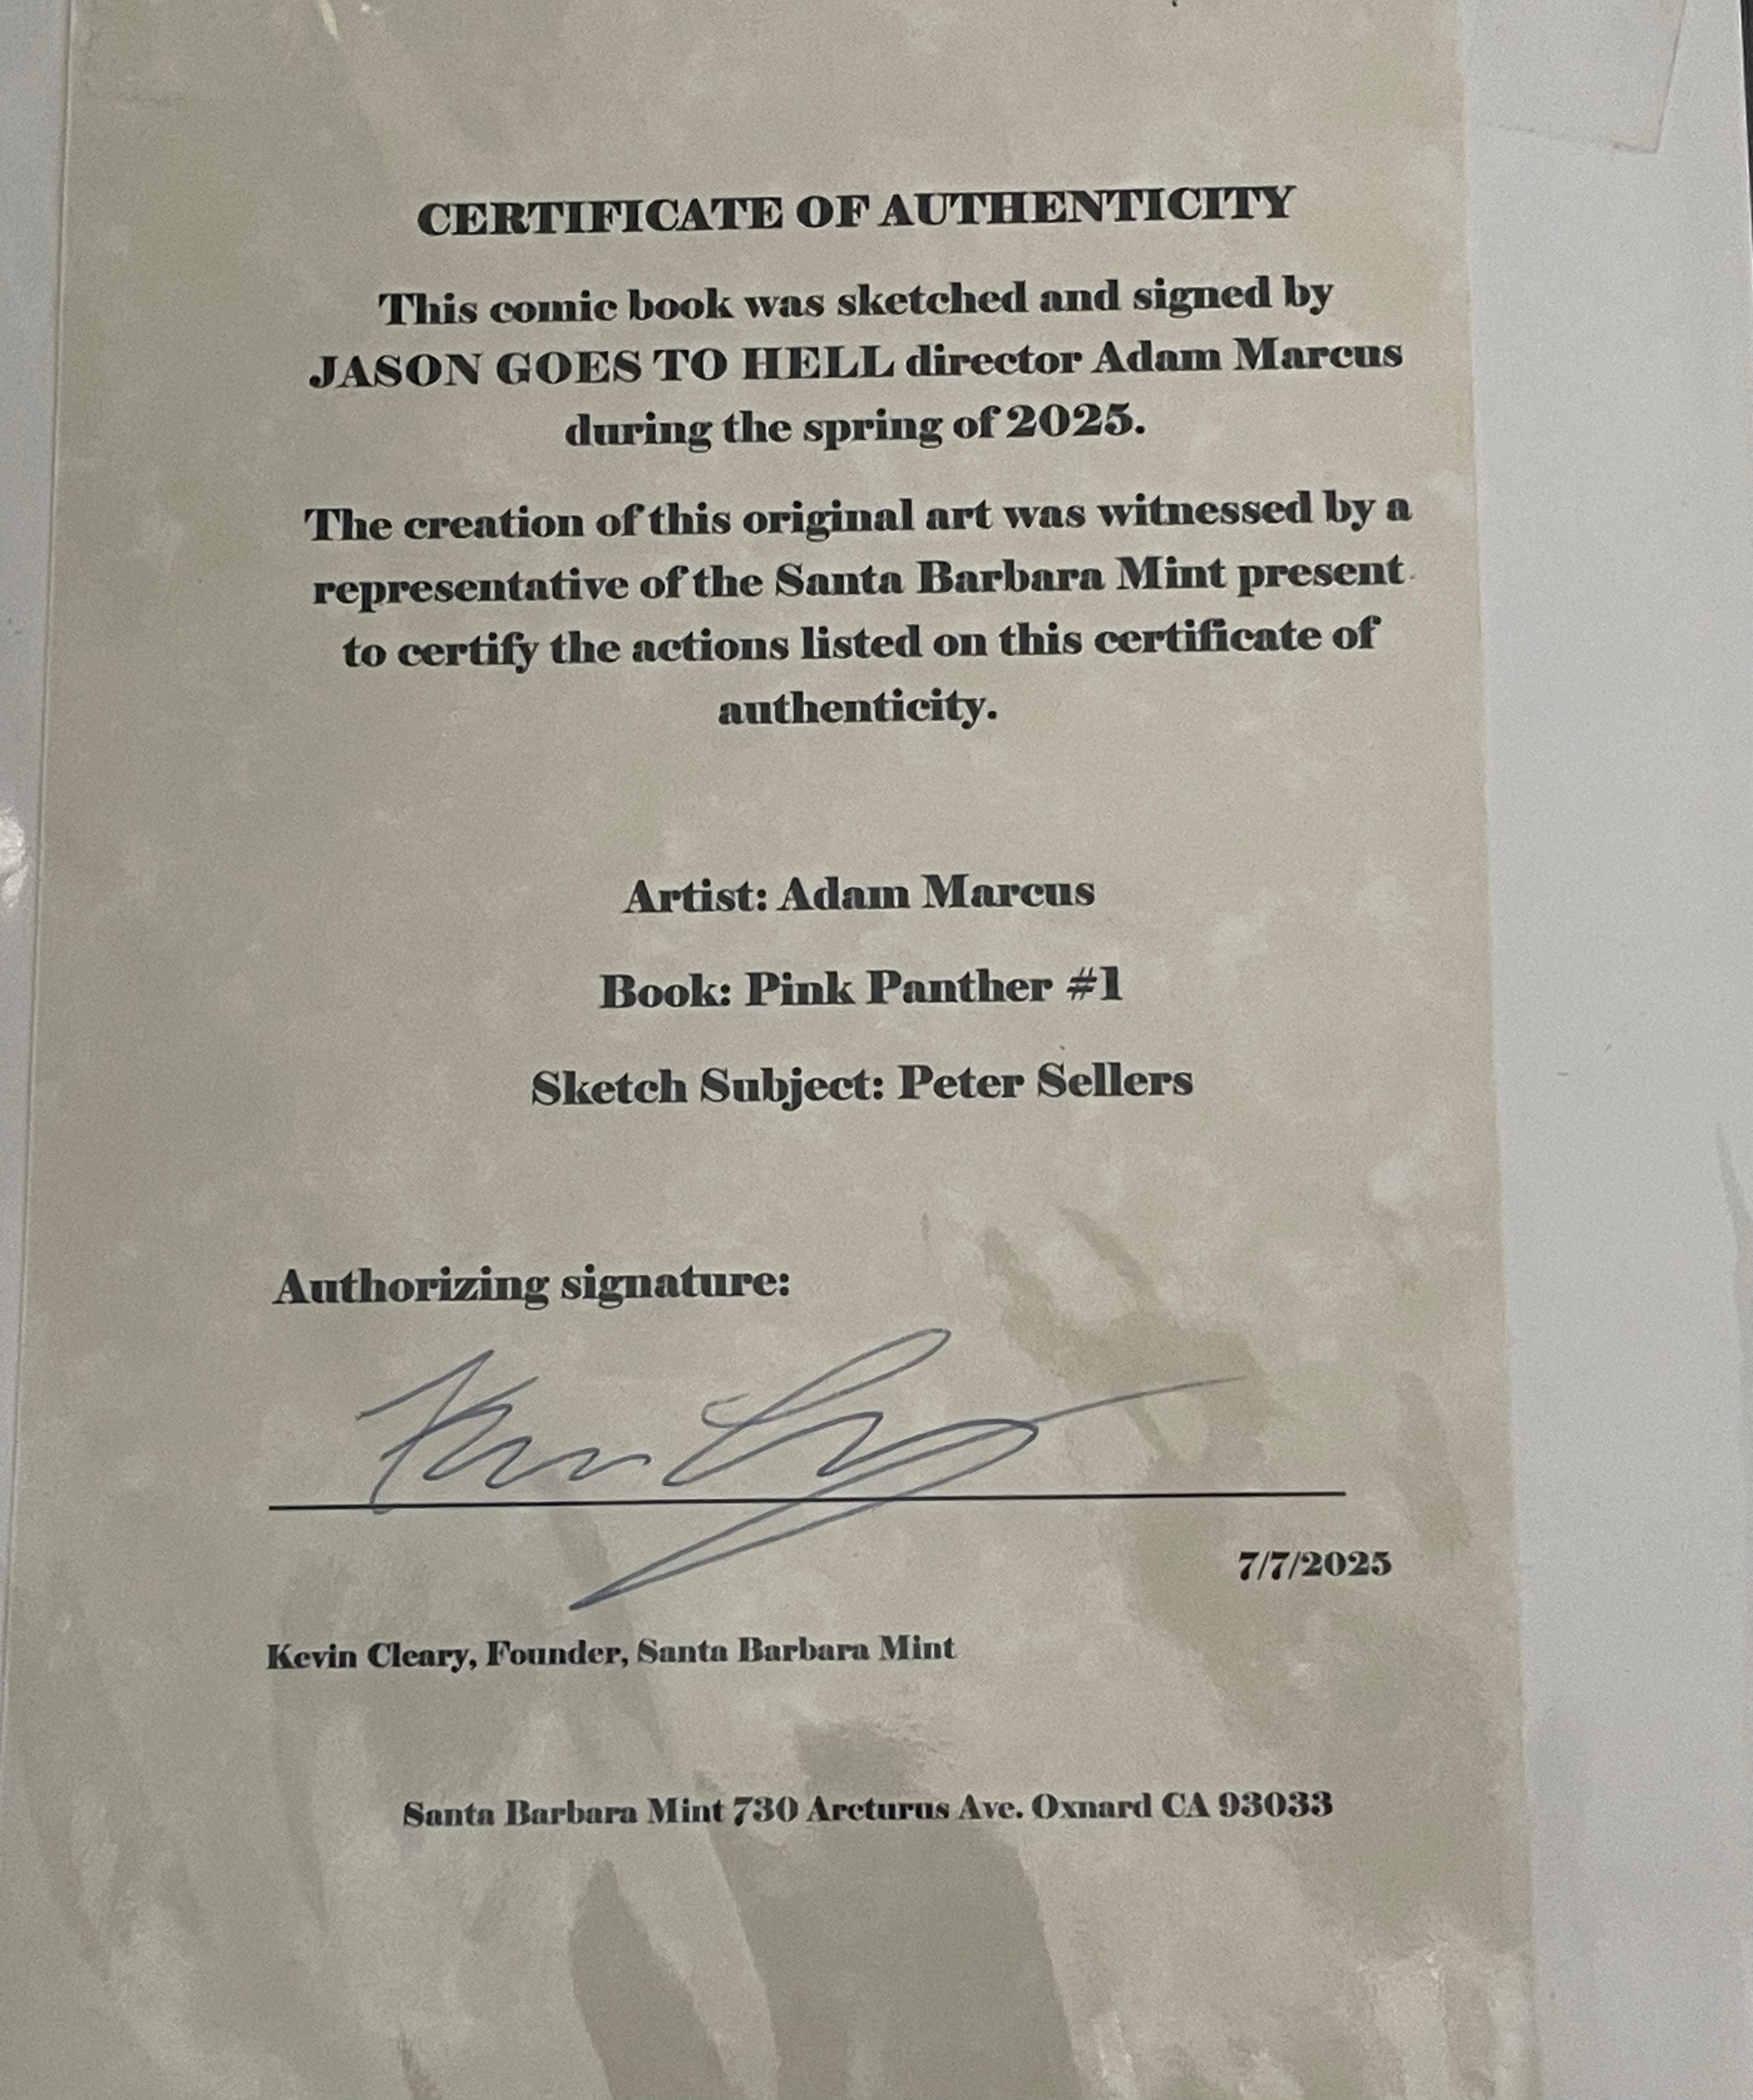 CERTIFICATE OF AUTHENTICITY
This comic book was sketched and signed by
JASON GOES TO HELL director Adam Marcus
during the spring of 2025.
The creation of this original art was witnessed by a
representative of the Santa Barbara Mint present
to certify the actions listed on this certificate of
authenticity.
Artist: Adam Marcus
Book: Pink Panther #1
Sketch Subject: Peter Sellers
Authorizing signature:
7/7/2025
Kevin Cleary, Founder, Santa Barbara Mint
Santa Barbara Mint 730 Arcturus Ave. Oxnard CA 93033